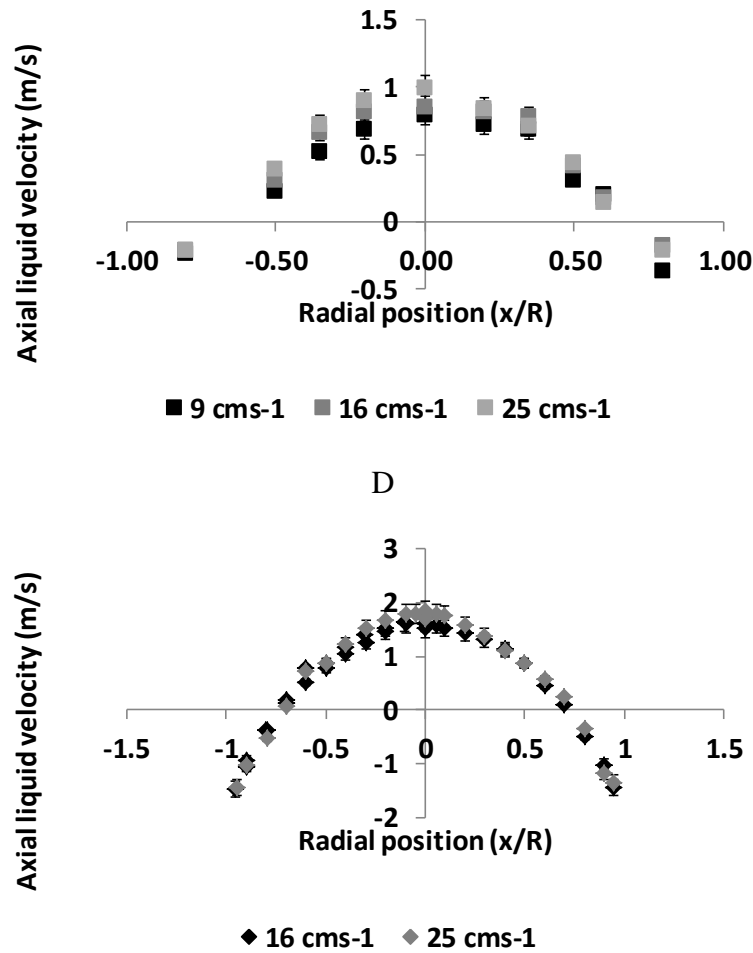 Axial liquid velocity (m/s)
1.5
1
0.5
0
-1.00 -0.50 0.00 0.50 1.00
-0.5
Radial position (x/R)
9 cms-1 16 cms-1 25 cms-1
D
Axial liquid velocity (m/s)
3
2
1
0
-1.5 -1 -0.5 0 0.5 1 1.5
-1
-2
Radial position (x/R)
16 cms-1 25 cms-1